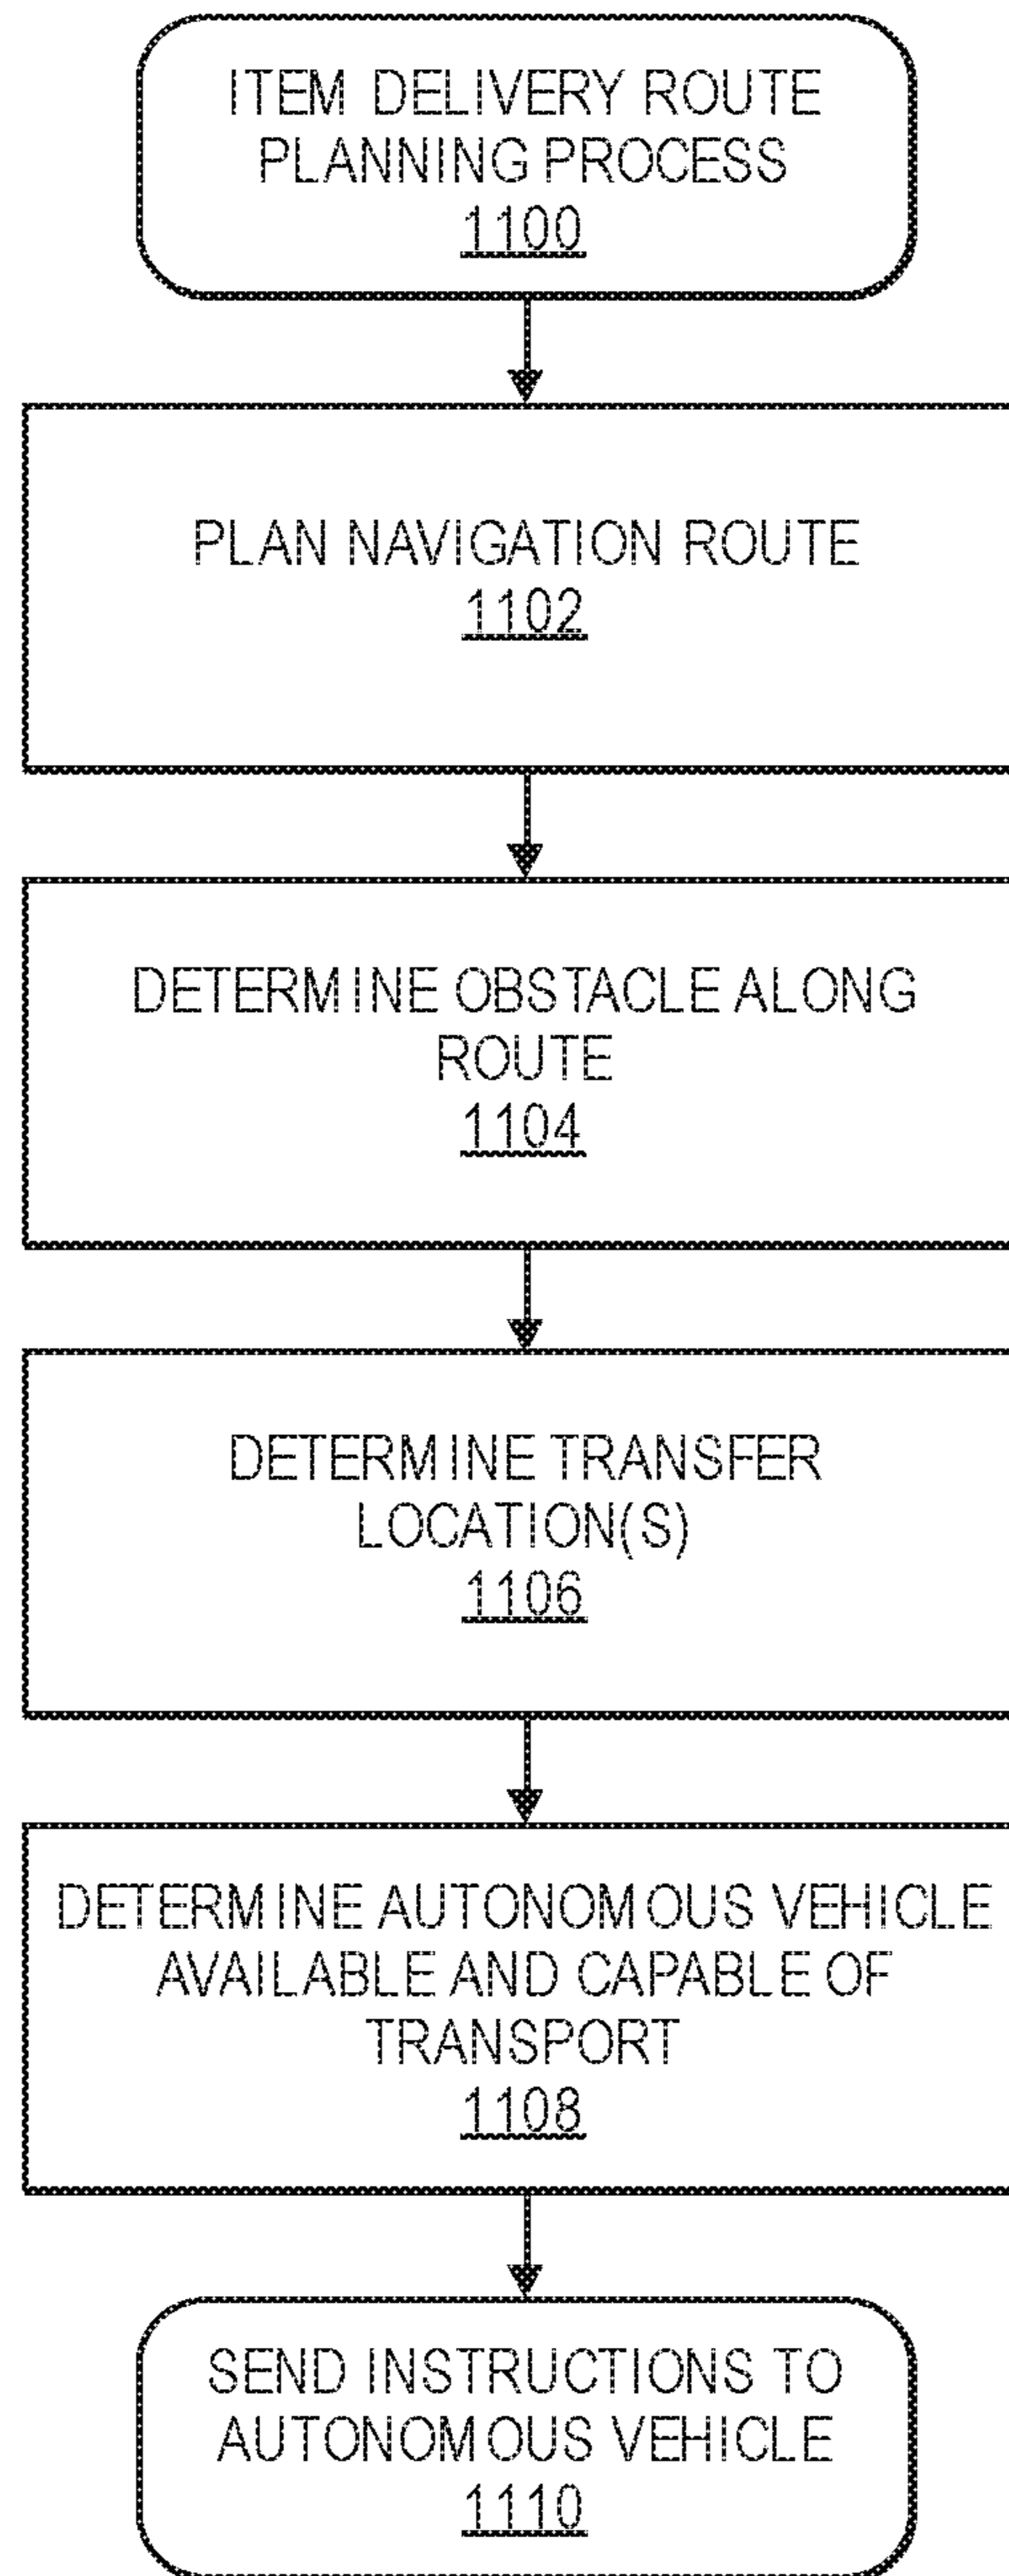 ITEM DELIVERY ROUTE
PLANNING PROCESS
1100
PLAN NAVIGATION ROUTE
1102
DETERMINE OBSTACLE ALONG
ROUTE
1104
DETERMINE TRANSFER
LOCATION(S)
1106
DETERMINE AUTONOMOUS VEHICLE
AVAILABLE AND CAPABLE OF
TRANSPORT
1108
SEND INSTRUCTIONS TO
AUTONOMOUS VEHICLE
1110